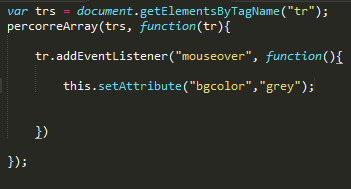 var trs = document.getElementsByTagName("tr");
percorreArray(trs, function(tr){
tr.addEventListener("mouseover", function(){
this.setAttribute("bgcolor","grey");
})
});